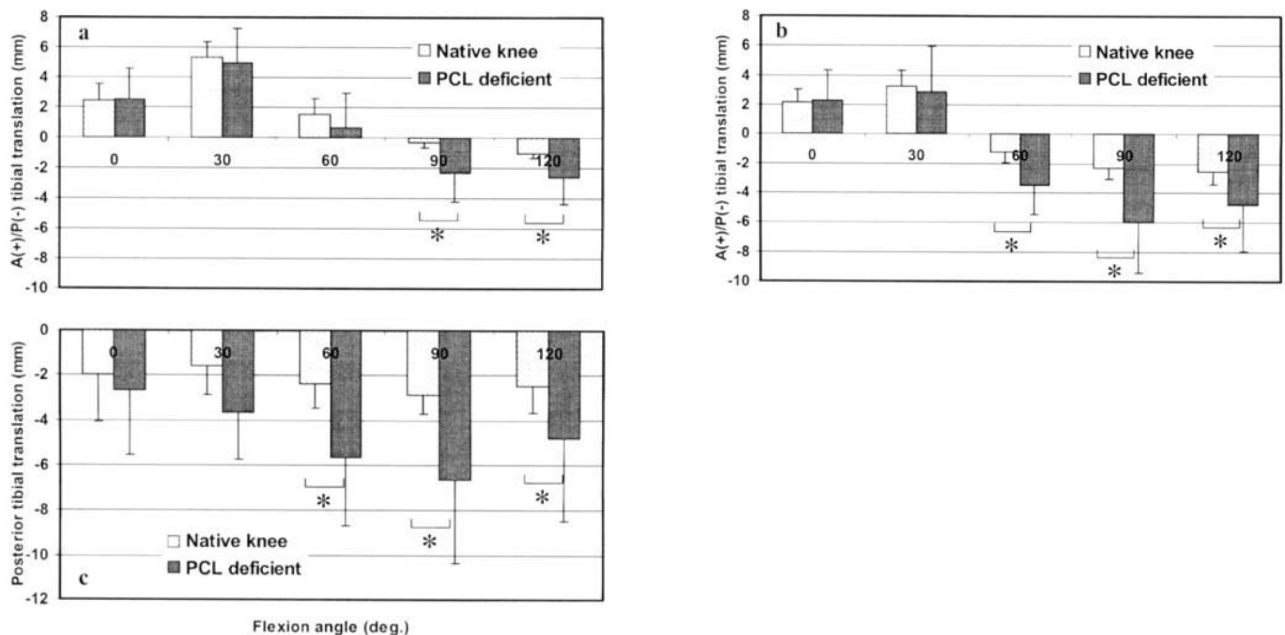 a
A(+)/P(-) tibial translation (mm)
8
6
4
2
0
-2
-4
-6
-8
-10
Native knee
PCL deficient
0 30 60 90 120
* *
b
A(+)/P(-) tibial translation (mm)
8
6
4
2
0
-2
-4
-6
-8
-10
Native knee
PCL deficient
0 30 60 90 120
* * *
Posterior tibial translation (mm)
0
-2
-4
-6
-8
-10
-12
0 30 60 90 120
* * *
Native knee
PCL deficient
c
Flexion angle (deg.)